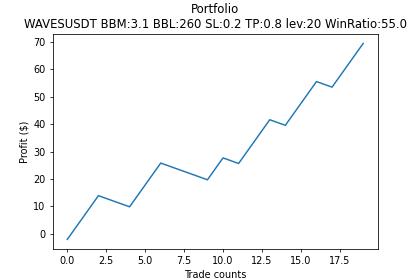 Portfolio
WAVESUSDT BBM:3.1 BBL:260 SL:0.2 TP:0.8 lev:20 WinRatio:55.0
70
60
50
40
30
20
10
0
Profit ($)
0.0 2.5 5.0 7.5 10.0 12.5 15.0 17.5
Trade counts